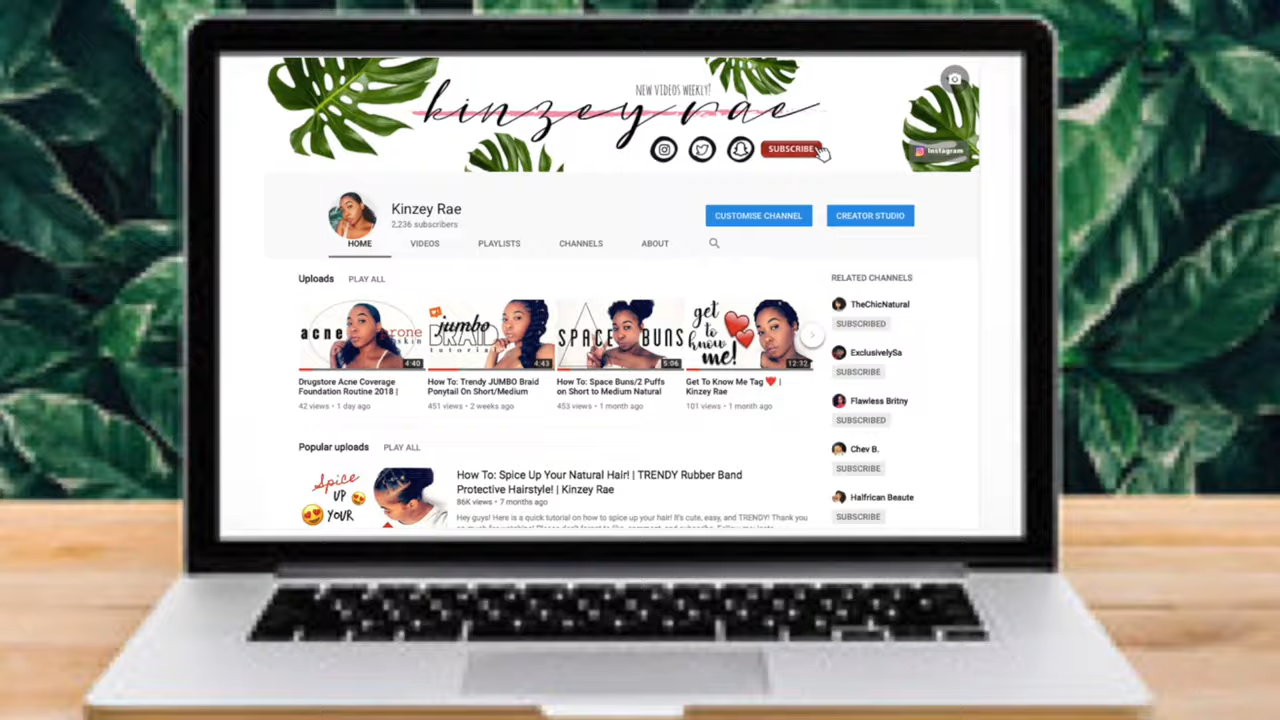 NEW VIDEOS WEEKLY!
kinzey rae
SUBSCRIBE
Instagram
Kinzey Rae
2,236 subscribers
CUSTOMISE CHANNEL
CREATOR STUDIO
HOME VIDEOS PLAYLISTS CHANNELS ABOUT
Uploads PLAY ALL
acne prone
skin
4:40
jumbo
BRAID
tutorial
4:43
SPACE BUNS
5:06
get
to
know
me!
12:32
Drugstore Acne Coverage
Foundation Routine 2018 |
42 views • 1 day ago
How To: Trendy JUMBO Braid
Ponytail On Short/Medium
451 views • 2 weeks ago
How To: Space Buns/2 Puffs
on Short to Medium Natural
453 views • 1 month ago
Get To Know Me Tag ❤ |
Kinzey Rae
101 views • 1 month ago
Popular uploads PLAY ALL
Spice
UP
YOUR
How To: Spice Up Your Natural Hair! | TRENDY Rubber Band
Protective Hairstyle! | Kinzey Rae
86K views • 7 months ago
Hey guys! Here is a quick tutorial on how to spice up your hair! It's cute, easy, and TRENDY! Thank you
RELATED CHANNELS
TheChicNatural
SUBSCRIBED
ExclusivelySa
SUBSCRIBE
Flawless Britny
SUBSCRIBED
Chev B.
SUBSCRIBE
Halfrican Beaute
SUBSCRIBE